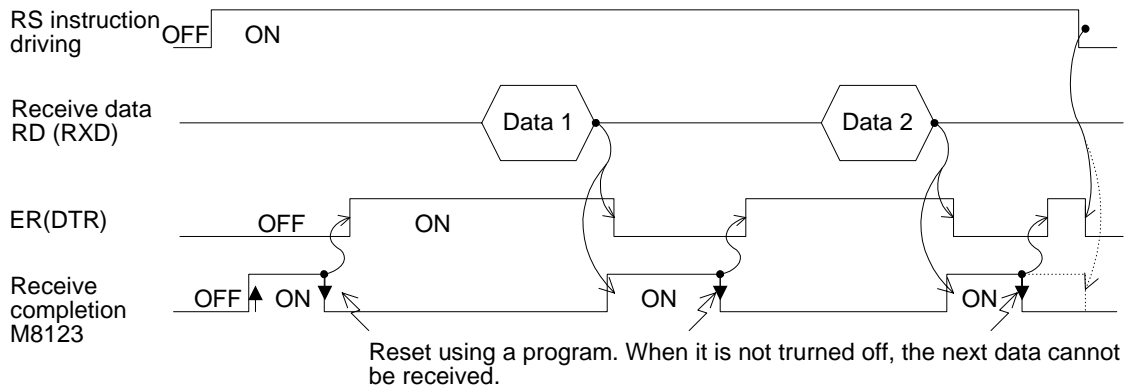 RS instruction
driving
OFF
ON
Receive data
RD (RXD)
Data 1
Data 2
ER(DTR)
OFF
ON
Receive
completion
M8123
OFF
ON
ON
ON
Reset using a program. When it is not trurned off, the next data cannot
be received.